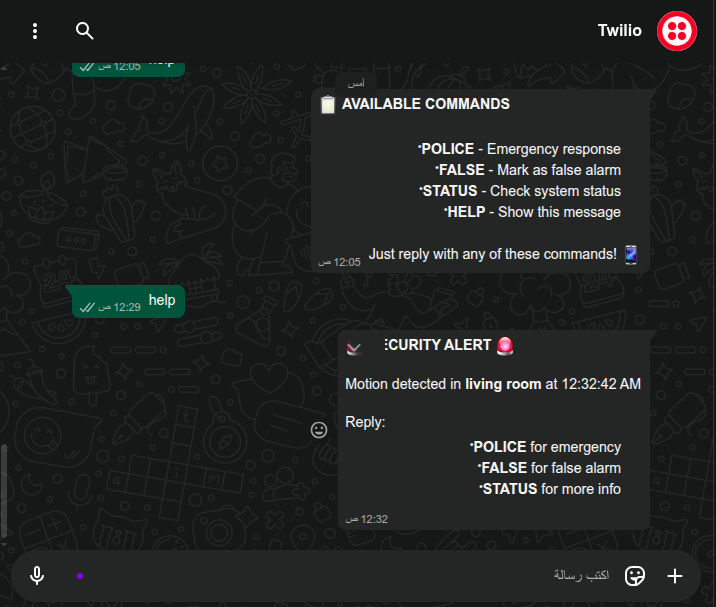 Twilio
help
12:05 ص
امس
AVAILABLE COMMANDS
•POLICE - Emergency response
•FALSE - Mark as false alarm
•STATUS - Check system status
•HELP - Show this message
Just reply with any of these commands!
12:05 ص
help
12:29 ص
ECURITY ALERT
Motion detected in living room at 12:32:42 AM
Reply:
•POLICE for emergency
•FALSE for false alarm
•STATUS for more info
12:32 ص
اكتب رسالة